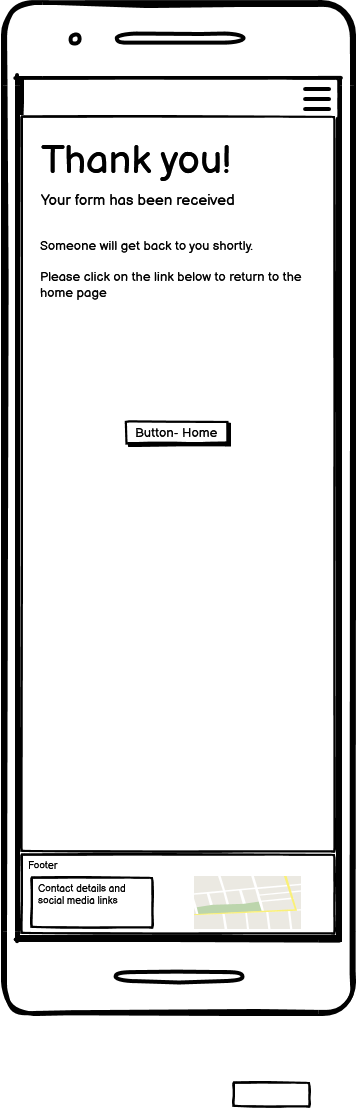 Thank you!
Your form has been received
Someone will get back to you shortly.
Please click on the link below to return to the
home page
Button- Home
Footer
Contact details and
social media links